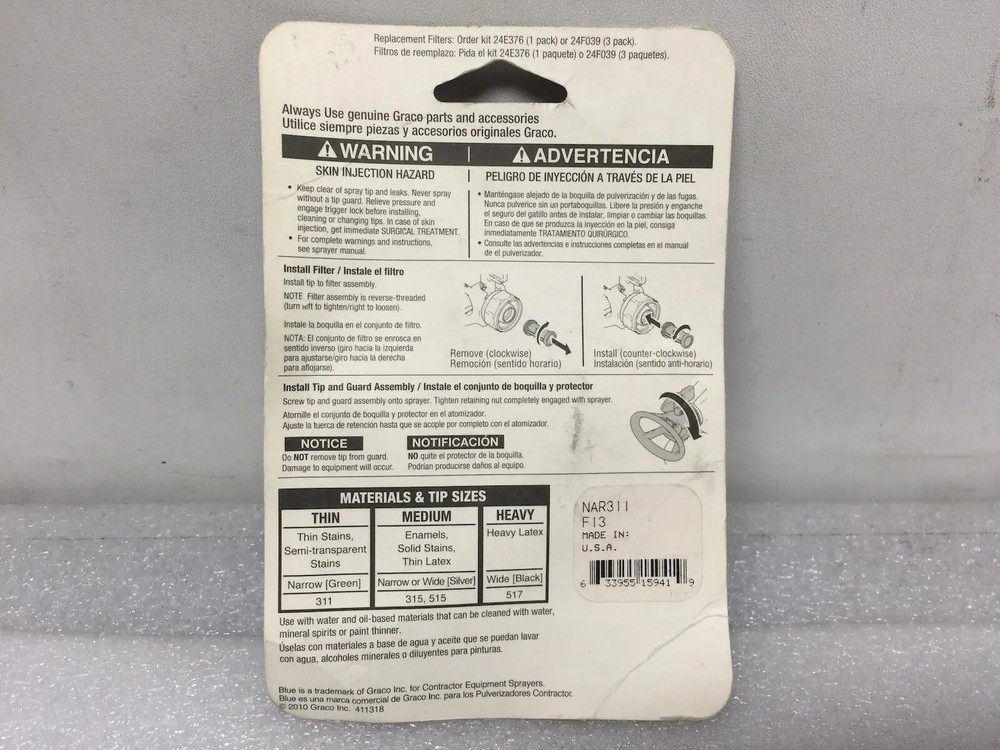 Replacement Filters: Order kit 24E376 (1 pack) or 24F039 (3 pack).
Filtros de reemplazo: Pida el kit 24E376 (1 paquete) o 24F039 (3 paquetes).
Always Use genuine Graco parts and accessories
Utilice siempre piezas y accesorios originales Graco.
WARNING | ADVERTENCIA
SKIN INJECTION HAZARD
• Keep clear of spray tip and leaks. Never spray
without a tip guard. Relieve pressure and
engage trigger lock before installing,
cleaning or changing tips. In case of skin
injection, get immediate SURGICAL TREATMENT.
• For complete warnings and instructions,
see sprayer manual.
PELIGRO DE INYECCIÓN A TRAVÉS DE LA PIEL
• Manténgase alejado de la boquilla de pulverización y de las fugas.
Nunca pulverice sin un portaboquillas. Libere la presión y enganche
el seguro del gatillo antes de instalar, limpiar o cambiar las boquillas.
En caso de que se produzca la inyección en la piel, consiga
inmediatamente TRATAMIENTO QUIRÚRGICO.
• Consulte las advertencias e instrucciones completas en el manual
de el pulverizador.
Install Filter / Instale el filtro
Install tip to filter assembly.
NOTE: Filter assembly is reverse-threaded
(turn left to tighten/right to loosen).
Instale la boquilla en el conjunto de filtro.
NOTA: El conjunto de filtro se enrosca en
sentido inverso (giro hacia la izquierda
para ajustarse/giro hacia la derecha
para aflojarse).
Remove (clockwise)
Remoción (sentido horario)
Install (counter-clockwise)
Instalación (sentido anti-horario)
Install Tip and Guard Assembly / Instale el conjunto de boquilla y protector
Screw tip and guard assembly onto sprayer. Tighten retaining nut completely engaged with sprayer.
Atornille el conjunto de boquilla y protector en el atomizador.
Ajuste la tuerca de retención hasta que se acople por completo con el atomizador.
NOTICE
Do NOT remove tip from guard.
Damage to equipment will occur.
NOTIFICACIÓN
NO quite el protector de la boquilla.
Podrían producirse daños al equipo.
MATERIALS & TIP SIZES
THIN MEDIUM HEAVY
Thin Stains, Enamels, Heavy Latex
Semi-transparent Solid Stains,
Stains Thin Latex
Narrow [Green] Narrow or Wide [Silver] Wide [Black]
311 315, 515 517
NAR311
F13
MADE IN:
U.S.A.
6 33955 15941 9
Use with water and oil-based materials that can be cleaned with water,
mineral spirits or paint thinner.
Úselas con materiales a base de agua y aceite que se puedan lavar
con agua, alcoholes minerales o diluyentes para pinturas.
Blue is a trademark of Graco Inc. for Contractor Equipment Sprayers.
Blue es una marca comercial de Graco Inc. para los Pulverizadores Contractor.
© 2010 Graco Inc. 411318